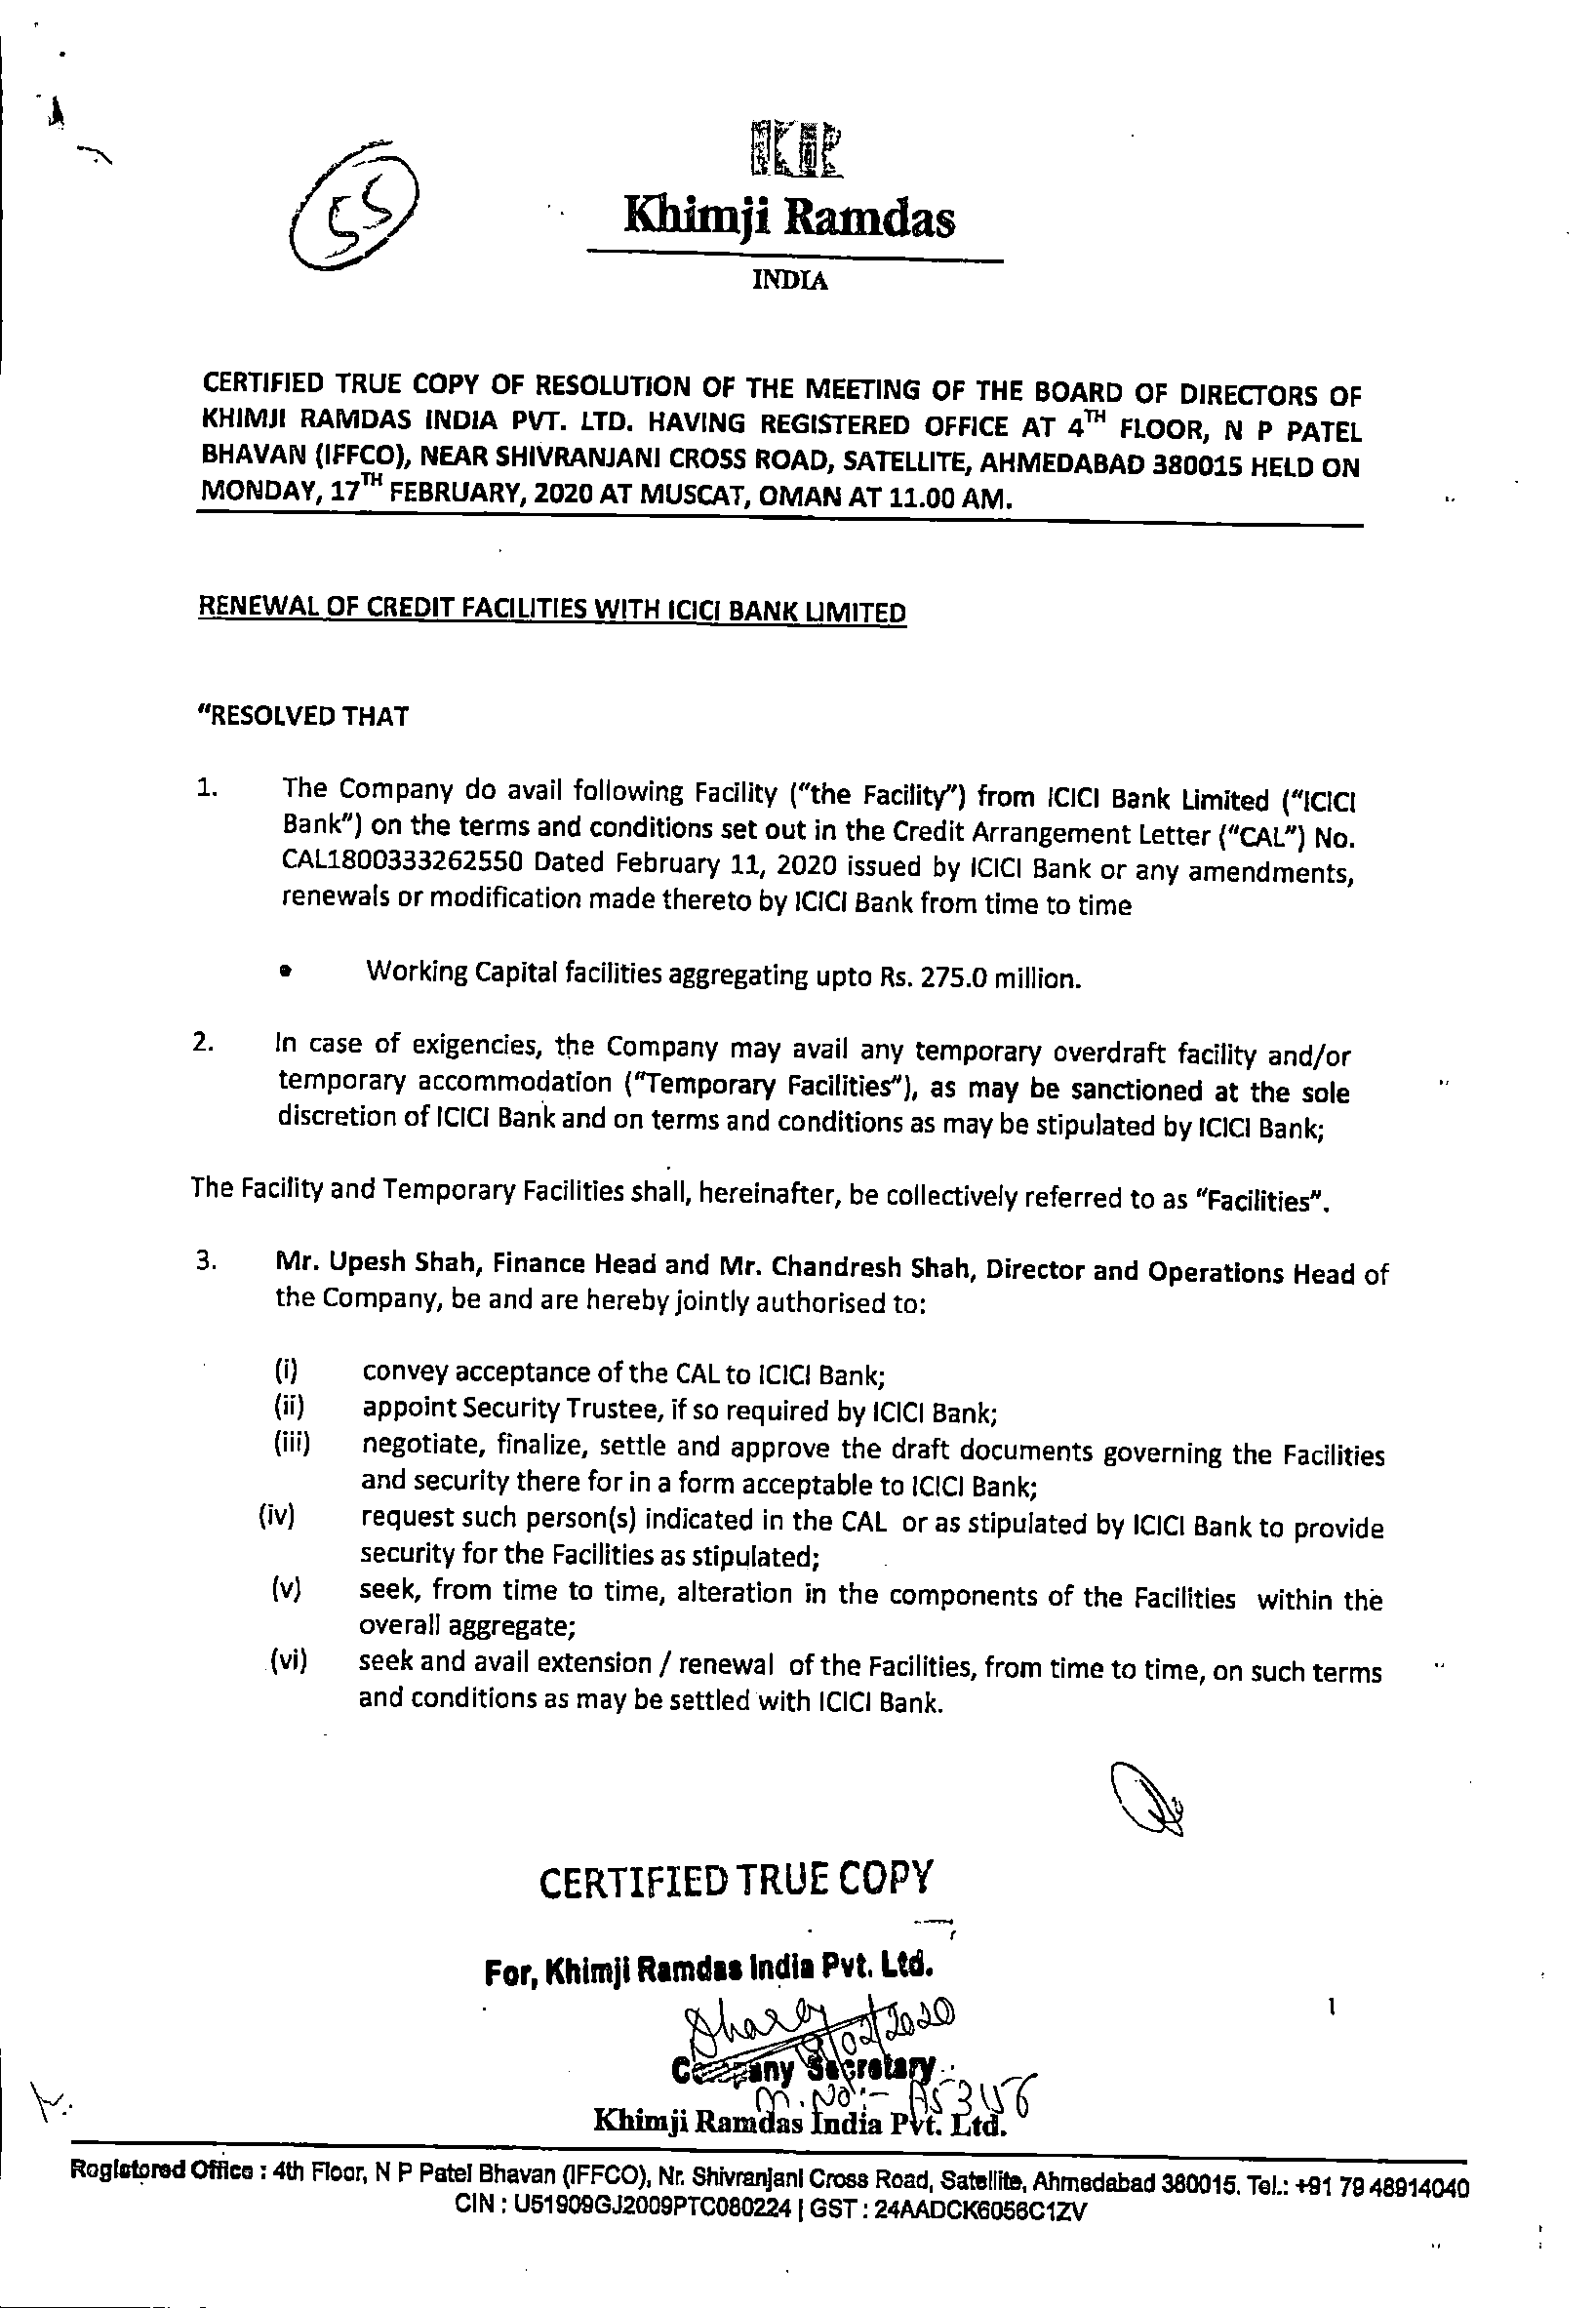 55
KR
Khimji Ramdas
INDIA
CERTIFIED TRUE COPY OF RESOLUTION OF THE MEETING OF THE BOARD OF DIRECTORS OF
KHIMJI RAMDAS INDIA PVT. LTD. HAVING REGISTERED OFFICE AT 4TH FLOOR, N P PATEL
BHAVAN (IFFCO), NEAR SHIVRANJANI CROSS ROAD, SATELLITE, AHMEDABAD 380015 HELD ON
MONDAY, 17TH FEBRUARY, 2020 AT MUSCAT, OMAN AT 11.00 AM.
RENEWAL OF CREDIT FACILITIES WITH ICICI BANK LIMITED
"RESOLVED THAT
1. The Company do avail following Facility ("the Facility") from ICICI Bank Limited ("ICICI
Bank") on the terms and conditions set out in the Credit Arrangement Letter ("CAL") No.
CAL1800333262550 Dated February 11, 2020 issued by ICICI Bank or any amendments,
renewals or modification made thereto by ICICI Bank from time to time
• Working Capital facilities aggregating upto Rs. 275.0 million.
2. In case of exigencies, the Company may avail any temporary overdraft facility and/or
temporary accommodation ("Temporary Facilities"), as may be sanctioned at the sole
discretion of ICICI Bank and on terms and conditions as may be stipulated by ICICI Bank;
The Facility and Temporary Facilities shall, hereinafter, be collectively referred to as "Facilities".
3. Mr. Upesh Shah, Finance Head and Mr. Chandresh Shah, Director and Operations Head of
the Company, be and are hereby jointly authorised to:
(i) convey acceptance of the CAL to ICICI Bank;
(ii) appoint Security Trustee, if so required by ICICI Bank;
(iii) negotiate, finalize, settle and approve the draft documents governing the Facilities
and security there for in a form acceptable to ICICI Bank;
(iv) request such person(s) indicated in the CAL or as stipulated by ICICI Bank to provide
security for the Facilities as stipulated;
(v) seek, from time to time, alteration in the components of the Facilities within the
overall aggregate;
(vi) seek and avail extension / renewal of the Facilities, from time to time, on such terms
and conditions as may be settled with ICICI Bank.
CERTIFIED TRUE COPY
For, Khimji Ramdas India Pvt. Ltd.
1
Company Secretary
M. No:-
Khimji Ramdas India Pvt. Ltd.
Registered Office : 4th Floor, N P Patel Bhavan (IFFCO), Nr. Shivranjani Cross Road, Satellite, Ahmedabad 380015. Tel.: +91 79 48914040
CIN : U51909GJ2009PTC080224 | GST : 24AADCK6056C1ZV